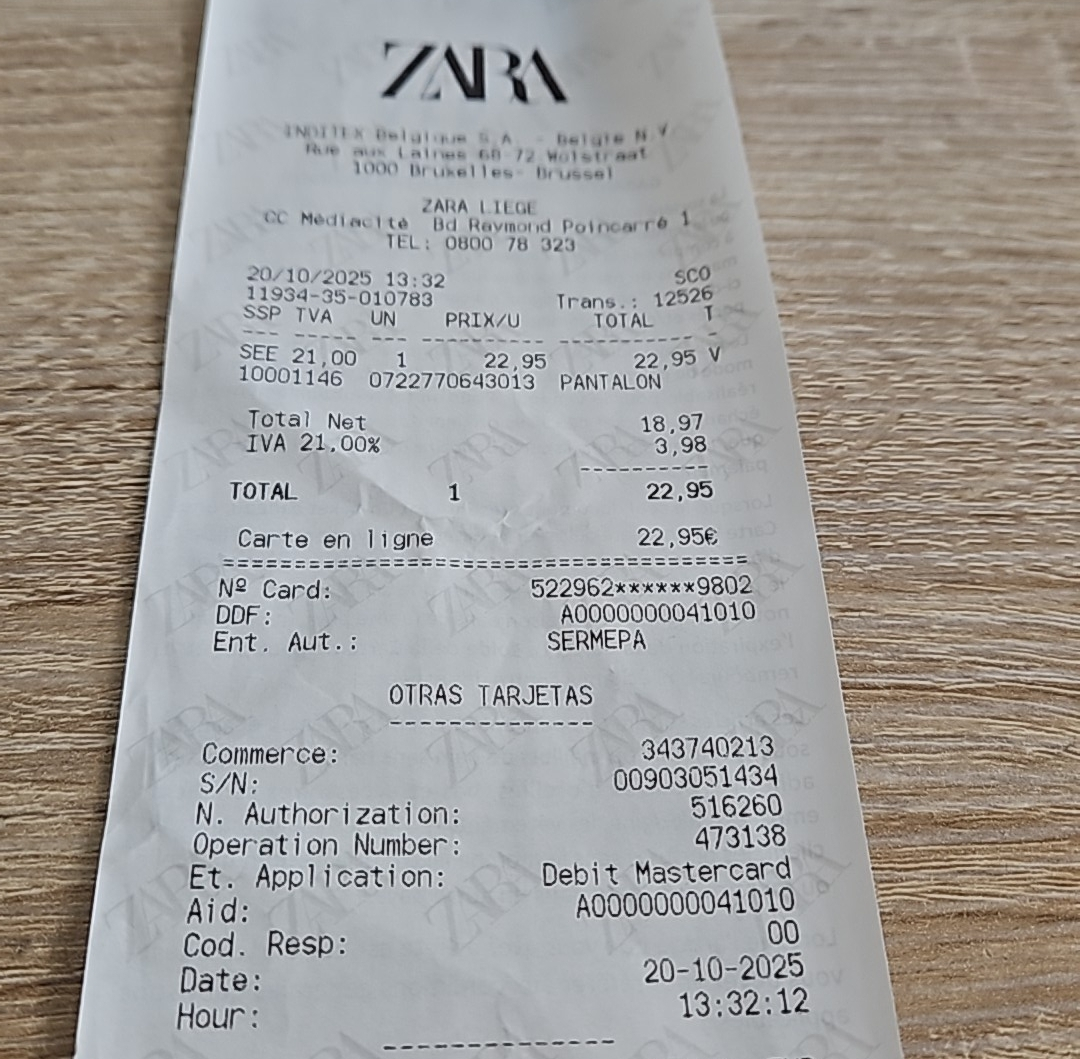 ZARA
INDITEX Belgique S.A. - Belgie N.V
Rue aux Laines 68-72 Wolstraat
1000 Bruxelles- Brussel
ZARA LIEGE
CC Médiacité Bd Raymond Poincarré 1
TEL: 0800 78 323
20/10/2025 13:32 SCO
11934-35-010783 Trans.: 12526
SSP TVA UN PRIX/U TOTAL T
--- ------ --- ---------- ----------- -
SEE 21,00 1 22,95 22,95 V
10001146 0722770643013 PANTALON
Total Net 18,97
IVA 21,00% 3,98
----------
TOTAL 1 22,95
Carte en ligne 22,95€
========================================
Nº Card: 522962******9802
DDF: A0000000041010
Ent. Aut.: SERMEPA
OTRAS TARJETAS
--------------
Commerce: 343740213
S/N: 00903051434
N. Authorization: 516260
Operation Number: 473138
Et. Application: Debit Mastercard
Aid: A0000000041010
Cod. Resp: 00
Date: 20-10-2025
Hour: 13:32:12
--------------